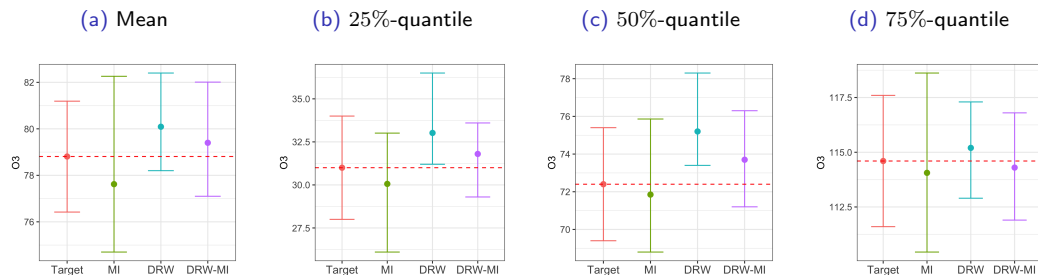 (a) Mean
(b) 25%-quantile
(c) 50%-quantile
(d) 75%-quantile
82
80
78
76
O3
Target MI DRW DRW-MI
35.0
32.5
30.0
27.5
O3
Target MI DRW DRW-MI
78
76
74
72
70
O3
Target MI DRW DRW-MI
117.5
115.0
112.5
O3
Target MI DRW DRW-MI